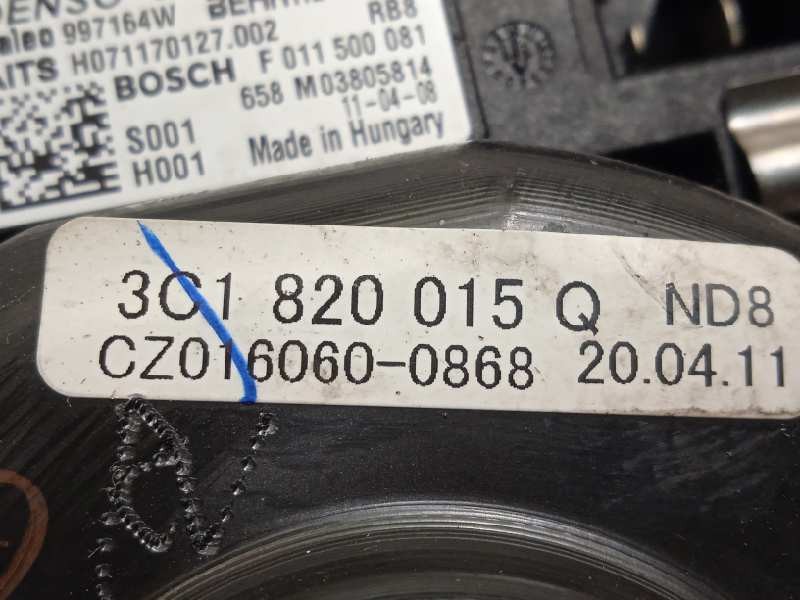 DENSO
997164W RB8
H071170127.002
BOSCH F 011 500 081
658 M03805814
11-04-08
S001
H001
Made in Hungary
3C1 820 015 Q ND8
CZ016060-0868 20.04.11